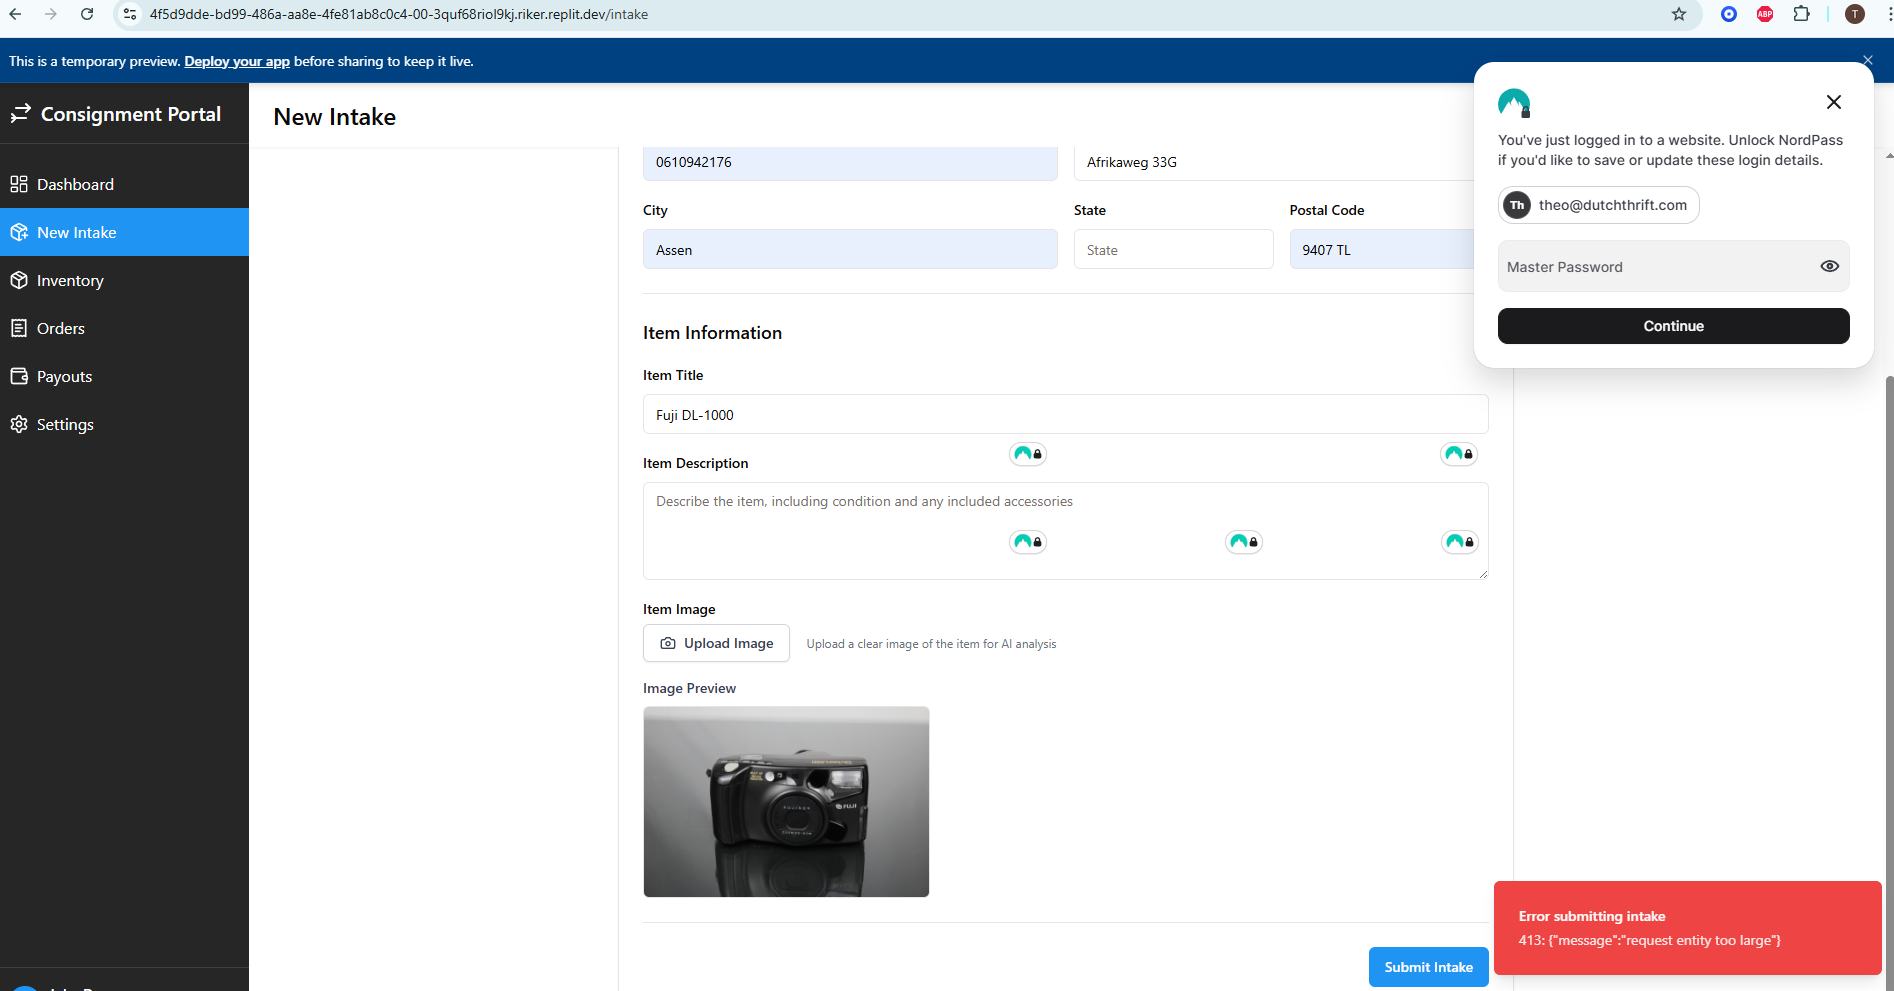 4f5d9dde-bd99-486a-aa8e-4fe81ab8c0c4-00-3quf68riol9kj.riker.replit.dev/intake
ABP
T
This is a temporary preview. Deploy your app before sharing to keep it live.
Consignment Portal
Dashboard
New Intake
Inventory
Orders
Payouts
Settings
New Intake
0610942176
Afrikaweg 33G
City
State
Postal Code
Assen
State
9407 TL
Item Information
Item Title
Fuji DL-1000
Item Description
Describe the item, including condition and any included accessories
Item Image
Upload Image
Upload a clear image of the item for AI analysis
Image Preview
FUJI
Submit Intake
You've just logged in to a website. Unlock NordPass
if you'd like to save or update these login details.
Th
theo@dutchthrift.com
Master Password
Continue
Error submitting intake
413: {"message":"request entity too large"}